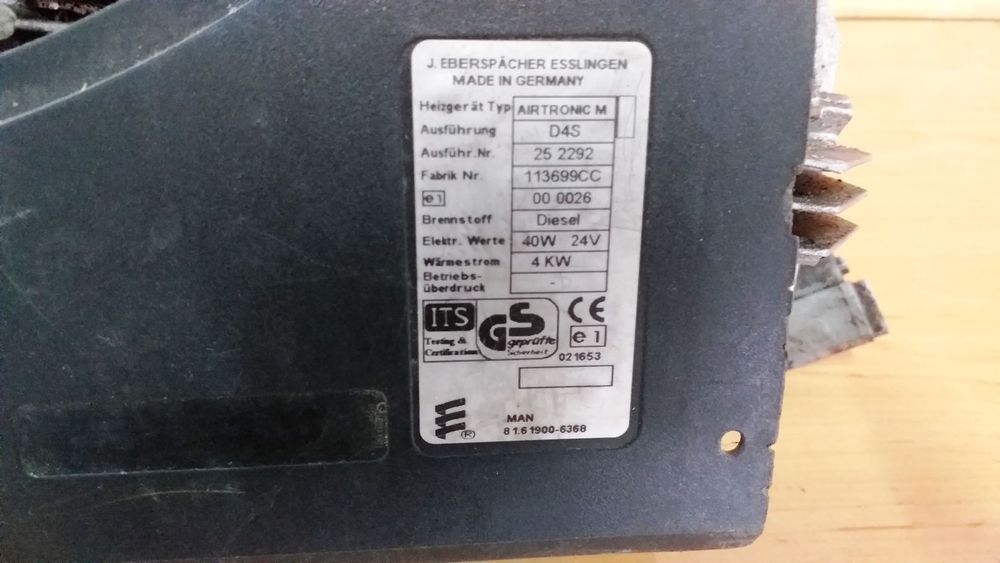 J. EBERSPÄCHER ESSLINGEN
MADE IN GERMANY
Heizgerät Typ AIRTRONIC M
Ausführung D4S
Ausführ.Nr. 25 2292
Fabrik Nr. 113699CC
e1 00 0026
Brennstoff Diesel
Elektr. Werte 40W 24V
Wärmestrom 4 KW
Betriebs-
überdruck -
ITS
Testing &
Certification
GS
geprüfte
Sicherheit
CE
e1
021653
MAN
81.61900-6368
®